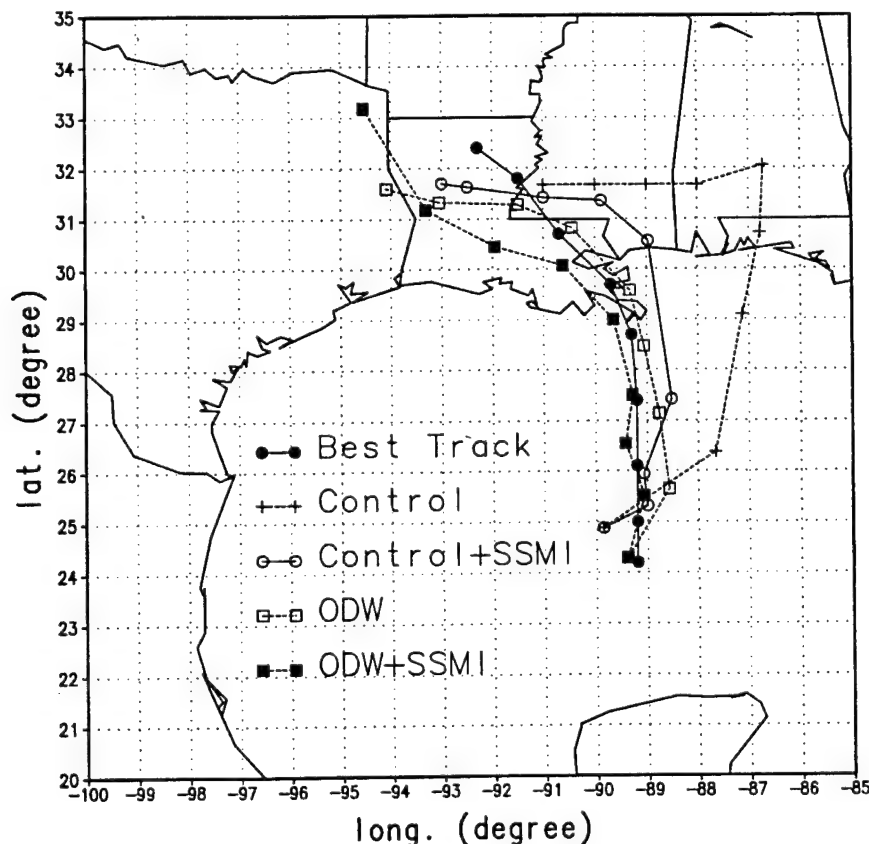 35
34
33
32
31
30
29
28
27
26
25
24
23
22
21
20
lat. (degree)
Best Track
Control
Control+SSMI
ODW
ODW+SSMI
-100 -99 -98 -97 -96 -95 -94 -93 -92 -91 -90 -89 -88 -87 -86 -85
long. (degree)